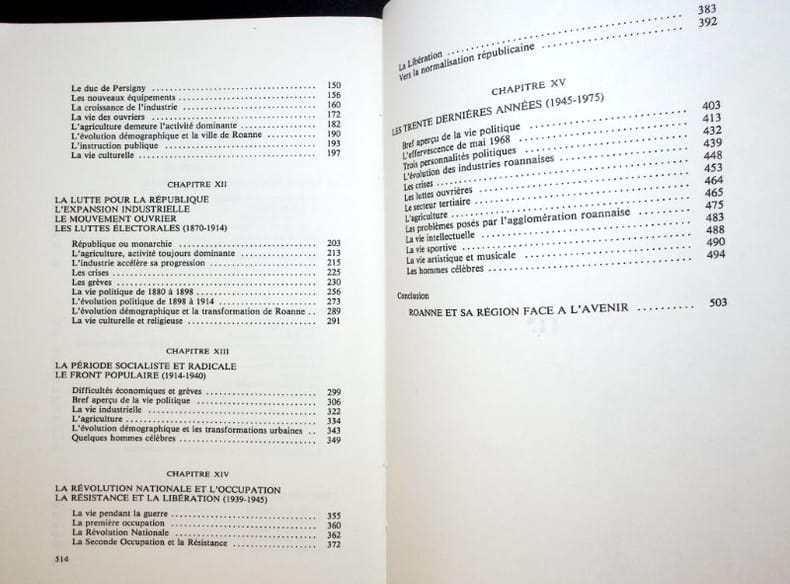 Le duc de Persigny .................... 150
Les nouveaux équipements .................... 156
La croissance de l'industrie .................... 160
La vie des ouvriers .................... 172
L'agriculture demeure l'activité dominante .................... 182
L'évolution démographique et la ville de Roanne .................... 190
L'instruction publique .................... 193
La vie culturelle .................... 197
CHAPITRE XII
LA LUTTE POUR LA RÉPUBLIQUE
L'EXPANSION INDUSTRIELLE
LE MOUVEMENT OUVRIER
LES LUTTES ÉLECTORALES (1870-1914)
République ou monarchie .................... 203
L'agriculture, activité toujours dominante .................... 213
L'industrie accélère sa progression .................... 215
Les crises .................... 225
Les grèves .................... 230
La vie politique de 1880 à 1898 .................... 256
L'évolution politique de 1898 à 1914 .................... 273
L'évolution démographique et la transformation de Roanne .. 289
La vie culturelle et religieuse .................... 291
CHAPITRE XIII
LA PÉRIODE SOCIALISTE ET RADICALE
LE FRONT POPULAIRE (1914-1940)
Difficultés économiques et grèves .................... 299
Bref aperçu de la vie politique .................... 306
La vie industrielle .................... 322
L'agriculture .................... 334
L'évolution démographique et les transformations urbaines .. 343
Quelques hommes célèbres .................... 349
CHAPITRE XIV
LA RÉVOLUTION NATIONALE ET L'OCCUPATION
LA RÉSISTANCE ET LA LIBÉRATION (1939-1945)
La vie pendant la guerre .................... 355
La première occupation .................... 360
La Révolution Nationale .................... 362
La Seconde Occupation et la Résistance .................... 372
514
La Libération .................... 383
Vers la normalisation républicaine .................... 392
CHAPITRE XV
LES TRENTE DERNIÈRES ANNÉES (1945-1975)
Bref aperçu de la vie politique .................... 403
L'effervescence de mai 1968 .................... 413
Trois personnalités politiques .................... 432
L'évolution des industries roannaises .................... 439
Les crises .................... 448
Les luttes ouvrières .................... 453
Le secteur tertiaire .................... 464
L'agriculture .................... 465
Les problèmes posés par l'agglomération roannaise .................... 475
La vie intellectuelle .................... 483
La vie sportive .................... 488
La vie artistique et musicale .................... 490
Les hommes célèbres .................... 494
Conclusion
ROANNE ET SA RÉGION FACE A L'AVENIR .......... 503